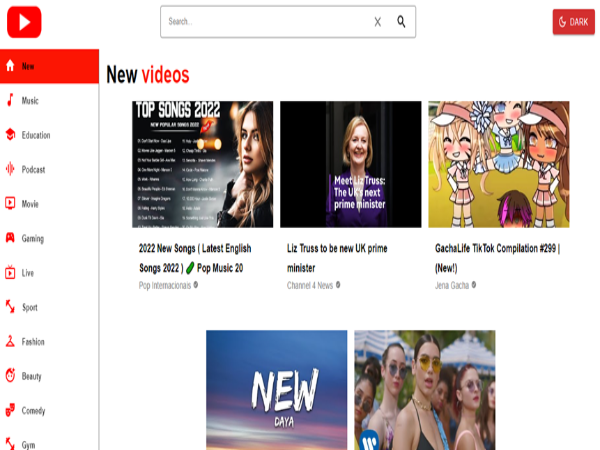 Search...
DARK
New
Music
Education
Podcast
Movie
Gaming
Live
Sport
Fashion
Beauty
Comedy
Gym
New videos
TOP SONGS 2022
NEW POPULAR SONGS 2022
Meet Liz Truss:
The UK's next
prime minister
2022 New Songs ( Latest English
Songs 2022 ) 🥒 Pop Music 20
Pop Internacionais
Liz Truss to be new UK prime
minister
Channel 4 News
GachaLife TikTok Compilation #299 |
(New!)
Jena Gacha
NEW
DAYA